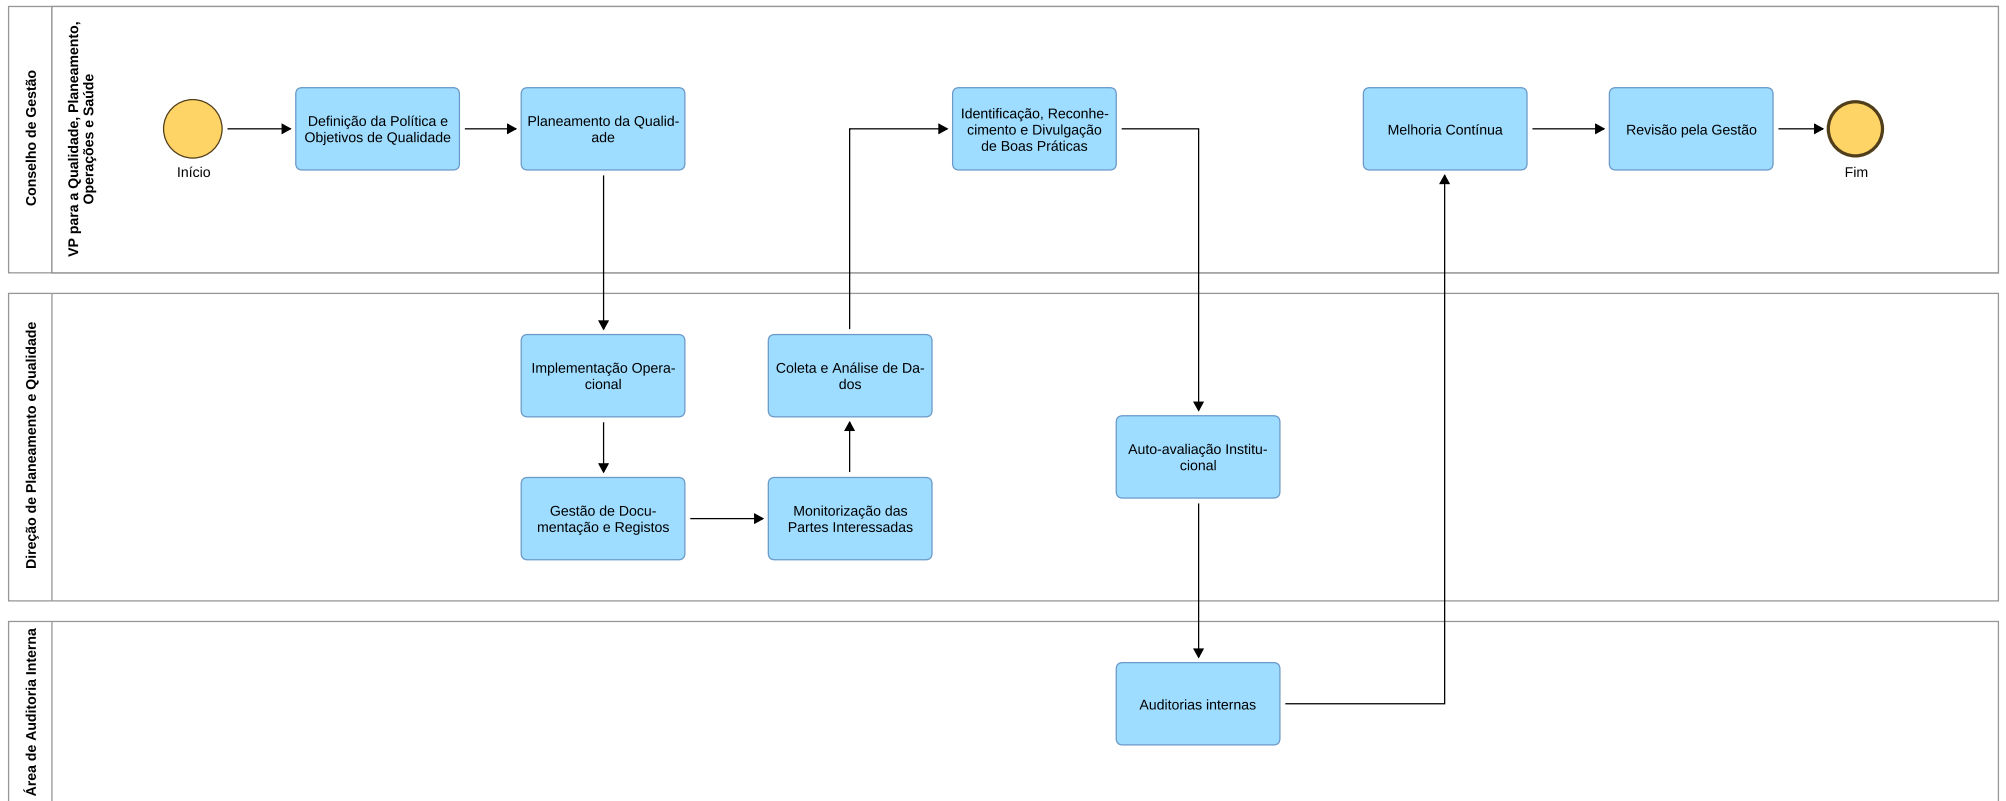 Conselho de Gestão
VP para a Qualidade, Planeamento,
Operações e Saúde
Início
Definição da Política e
Objetivos de Qualidade
Planeamento da Qualid-
ade
Identificação, Reconhe-
cimento e Divulgação
de Boas Práticas
Melhoria Contínua
Revisão pela Gestão
Fim
Direção de Planeamento e Qualidade
Implementação Opera-
cional
Coleta e Análise de Da-
dos
Gestão de Docu-
mentação e Registos
Monitorização das
Partes Interessadas
Auto-avaliação Institu-
cional
Área de Auditoria Interna
Auditorias internas